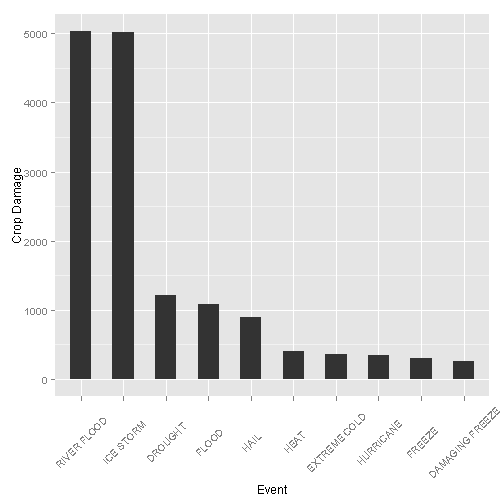 5000
4000
3000
2000
1000
0
Crop Damage
RIVER FLOOD
ICE STORM
DROUGHT
FLOOD
HAIL
HEAT
EXTREME COLD
HURRICANE
FREEZE
DAMAGING FREEZE
Event